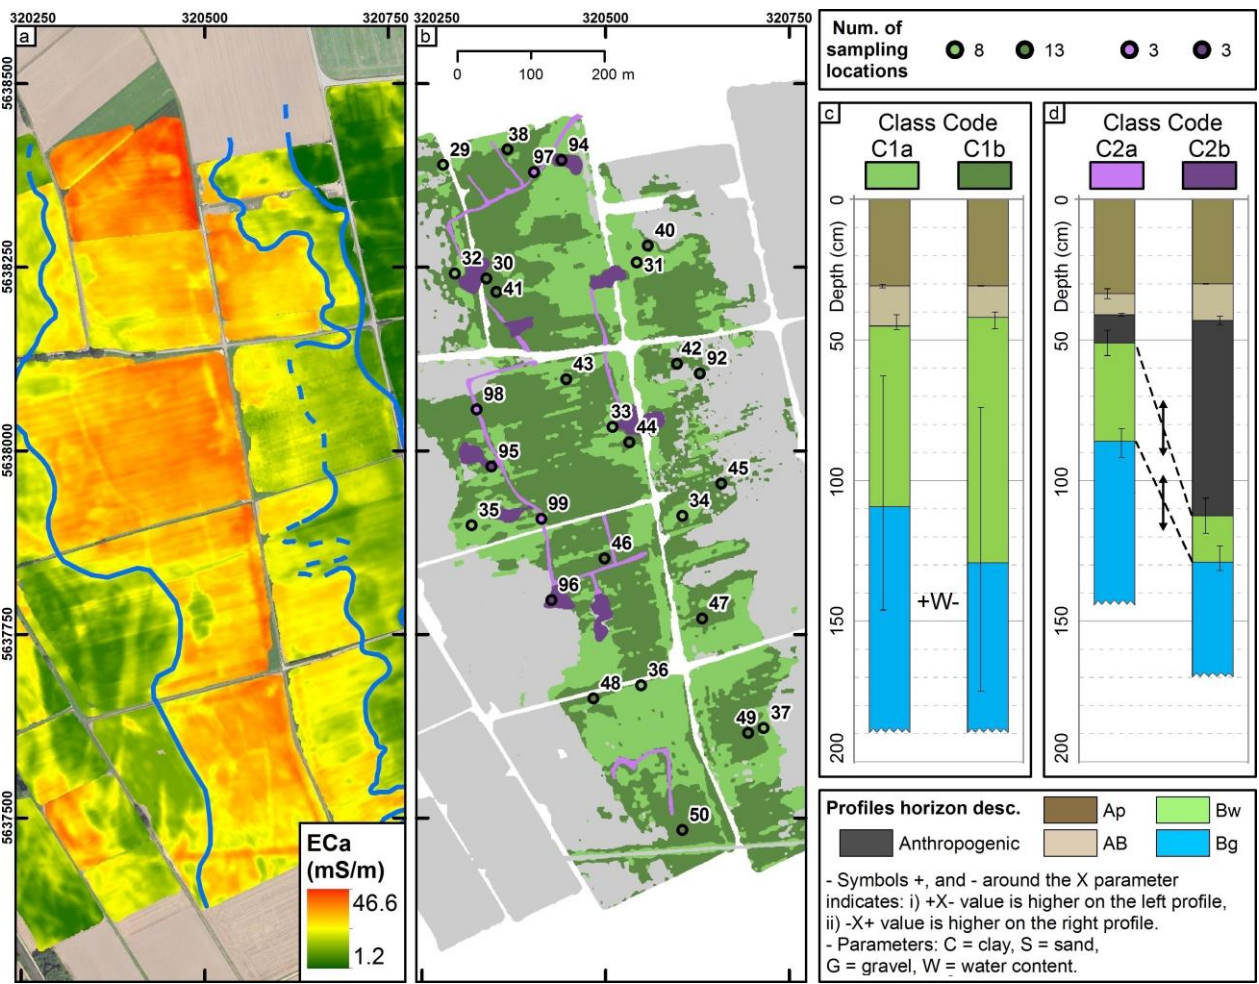 320250 320500 320750
320250 320500 320750
a
b
5638500
5638250
5638000
5637750
5637500
ECa
(mS/m)
46.6
1.2
0 100 200 m
38
94
29
97
40
32
30
31
41
42
92
43
98
33
44
95
45
35
99
34
46
96
47
36
48
49
37
50
Num. of
sampling
locations
8 13 3 3
c
Class Code
C1a C1b
0
Depth (cm)
50
100
150
200
+W-
d
Class Code
C2a C2b
0
Depth (cm)
50
100
150
200
Profiles horizon desc.
Ap
Bw
Anthropogenic
AB
Bg
- Symbols +, and - around the X parameter
indicates: i) +X- value is higher on the left profile,
ii) -X+ value is higher on the right profile.
- Parameters: C = clay, S = sand,
G = gravel, W = water content.